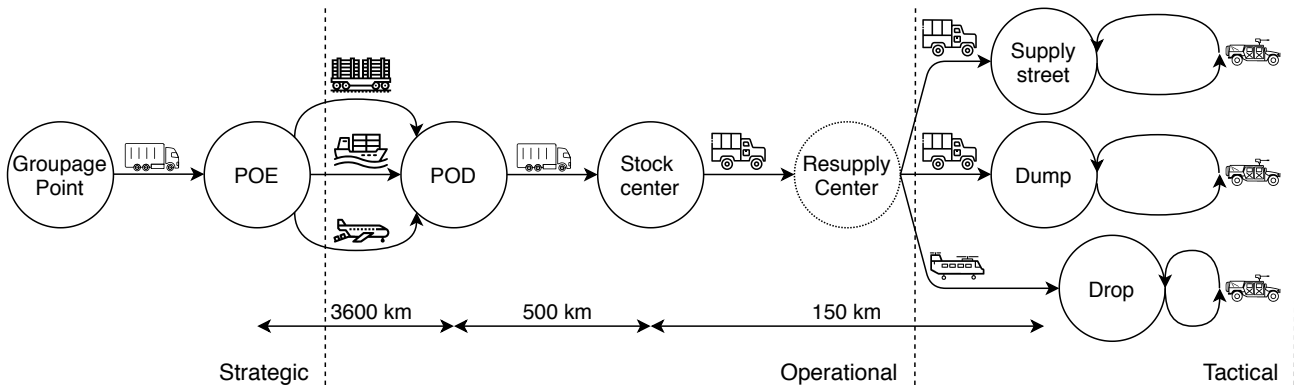 Groupage
Point
POE
POD
Stock
center
Resupply
Center
Supply
street
Dump
Drop
3600 km
500 km
150 km
Strategic
Operational
Tactical